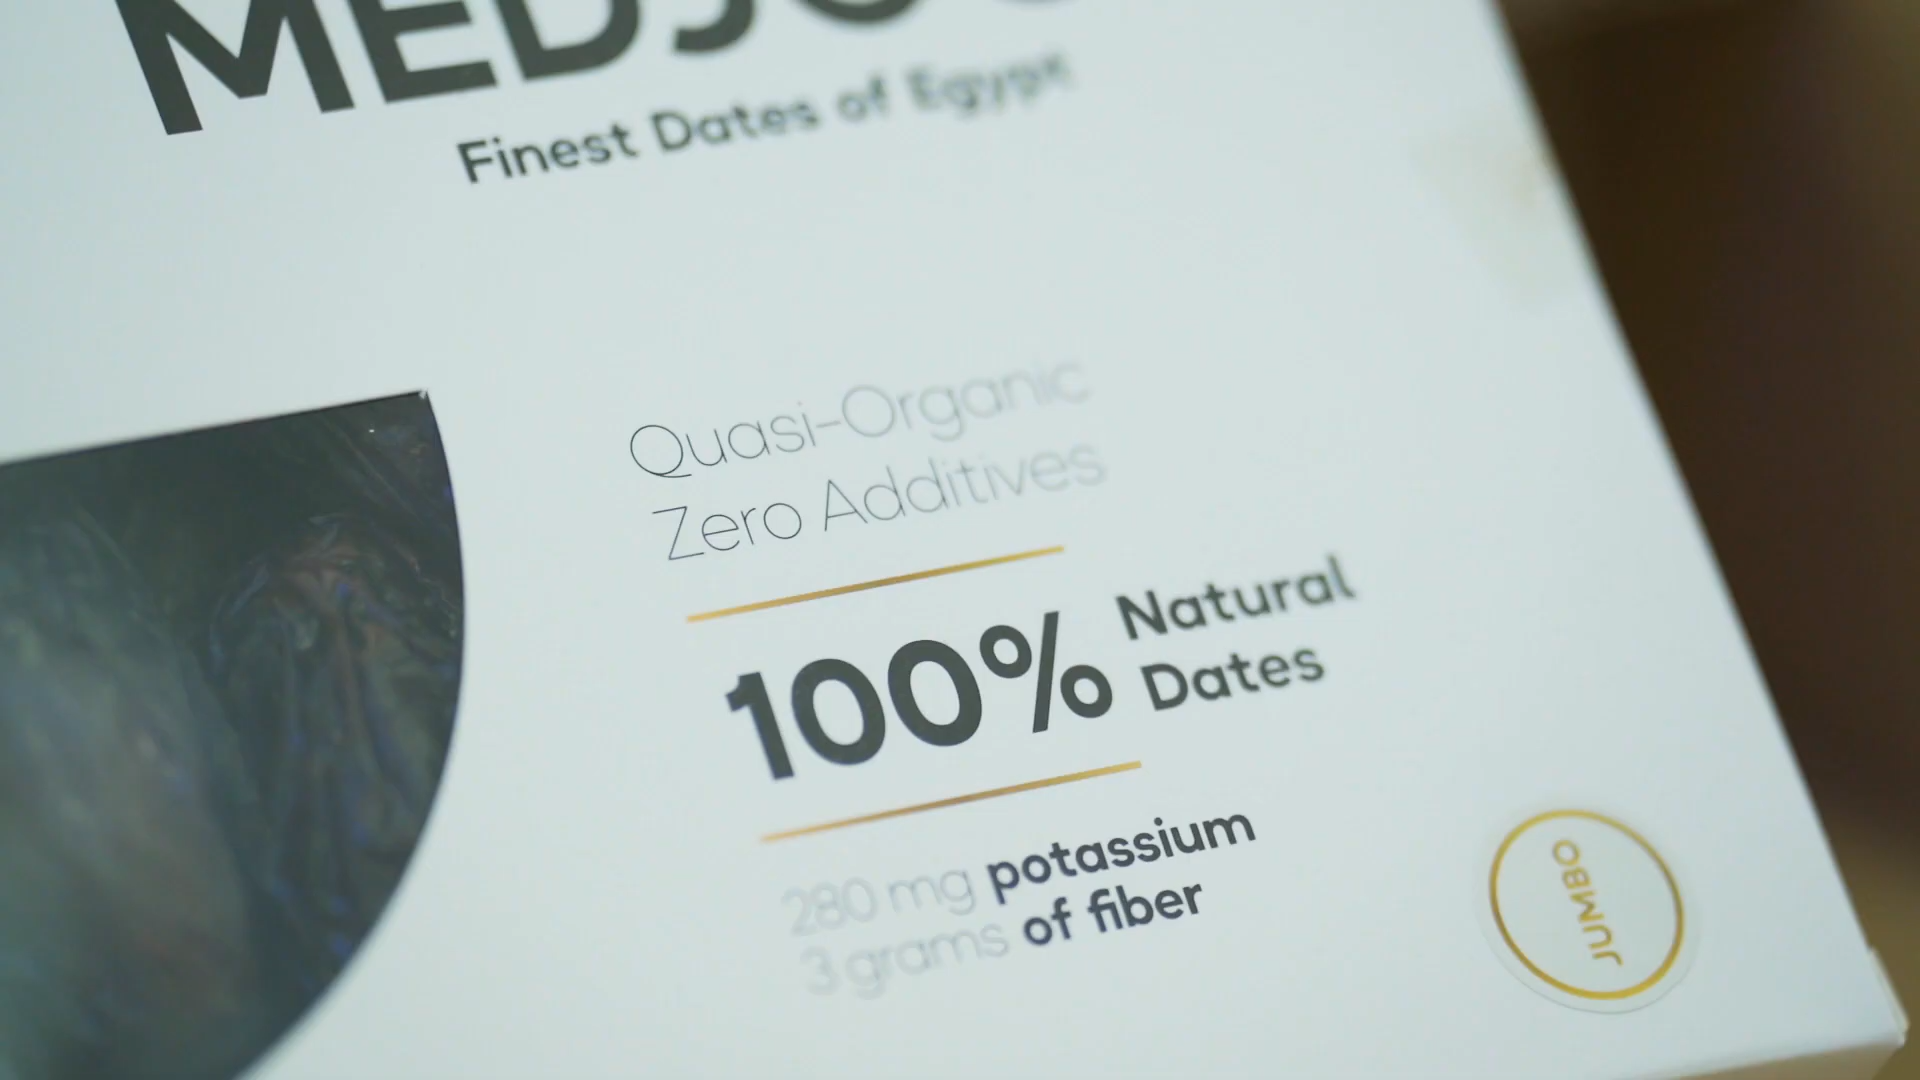 MEDJOO
Finest Dates of Egypt
Quasi-Organic
Zero Additives
100% Natural
Dates
280 mg potassium
3 grams of fiber
JUMBO